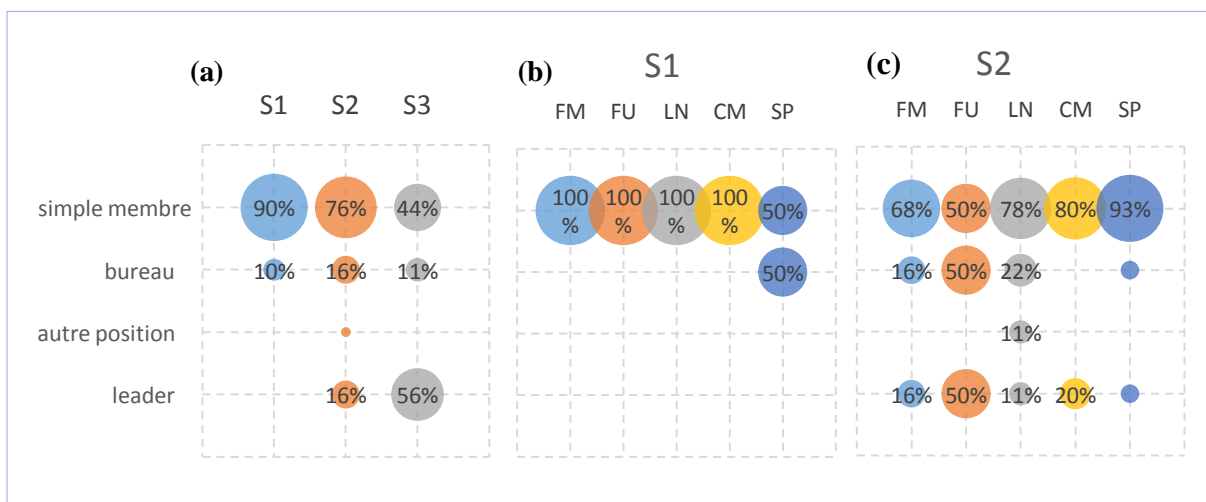 (a)
S1 S2 S3
(b) S1
FM FU LN CM SP
(c) S2
FM FU LN CM SP
simple membre
90% 76% 44%
100 % 100 % 100 % 100 % 50%
68% 50% 78% 80% 93%
bureau
10% 16% 11%
50%
16% 50% 22%
autre position
11%
leader
16% 56%
16% 50% 11% 20%